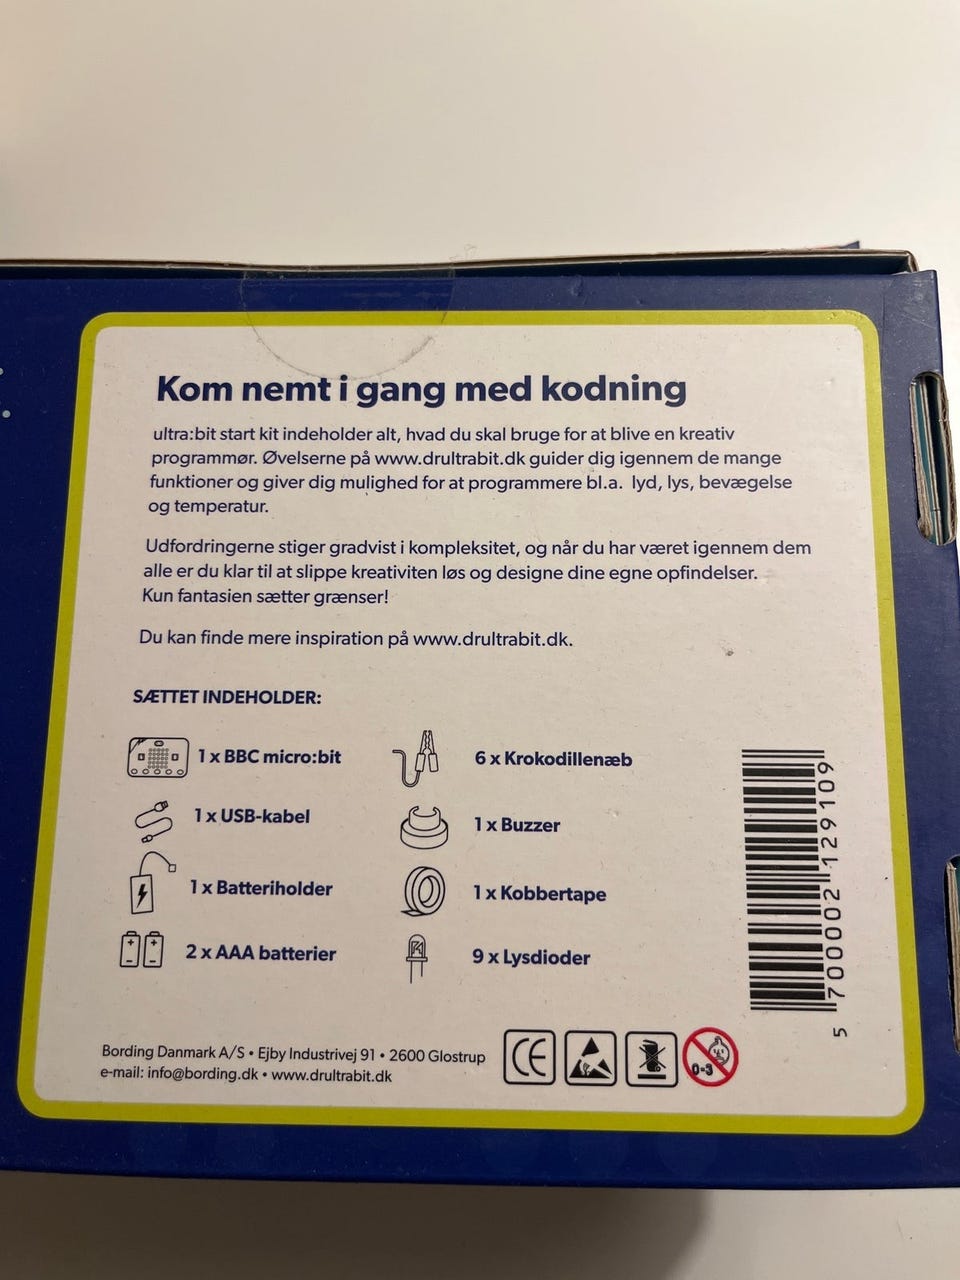 Kom nemt i gang med kodning
ultra:bit start kit indeholder alt, hvad du skal bruge for at blive en kreativ
programmør. Øvelserne på www.drultrabit.dk guider dig igennem de mange
funktioner og giver dig mulighed for at programmere bl.a. lyd, lys, bevægelse
og temperatur.
Udfordringerne stiger gradvist i kompleksitet, og når du har været igennem dem
alle er du klar til at slippe kreativiten løs og designe dine egne opfindelser.
Kun fantasien sætter grænser!
Du kan finde mere inspiration på www.drultrabit.dk.
SÆTTET INDEHOLDER:
1 x BBC micro:bit
6 x Krokodillenæb
1 x USB-kabel
1 x Buzzer
1 x Batteriholder
1 x Kobbertape
2 x AAA batterier
9 x Lysdioder
5 700002 129109
Bording Danmark A/S • Ejby Industrivej 91 • 2600 Glostrup
e-mail: info@bording.dk • www.drultrabit.dk
CE
0-3